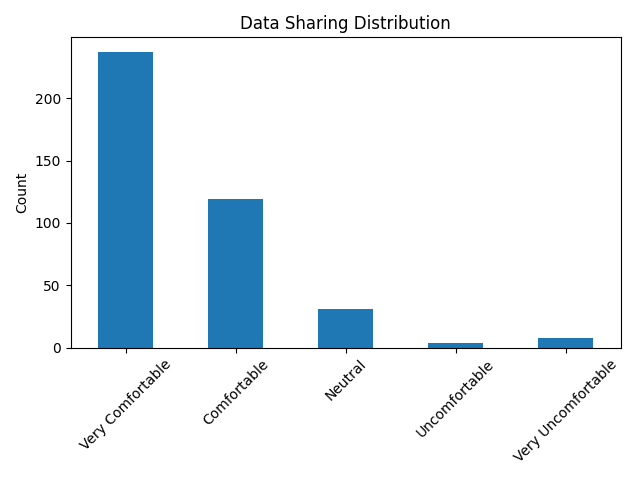 Data Sharing Distribution
Count
200
150
100
50
0
Very Comfortable
Comfortable
Neutral
Uncomfortable
Very Uncomfortable